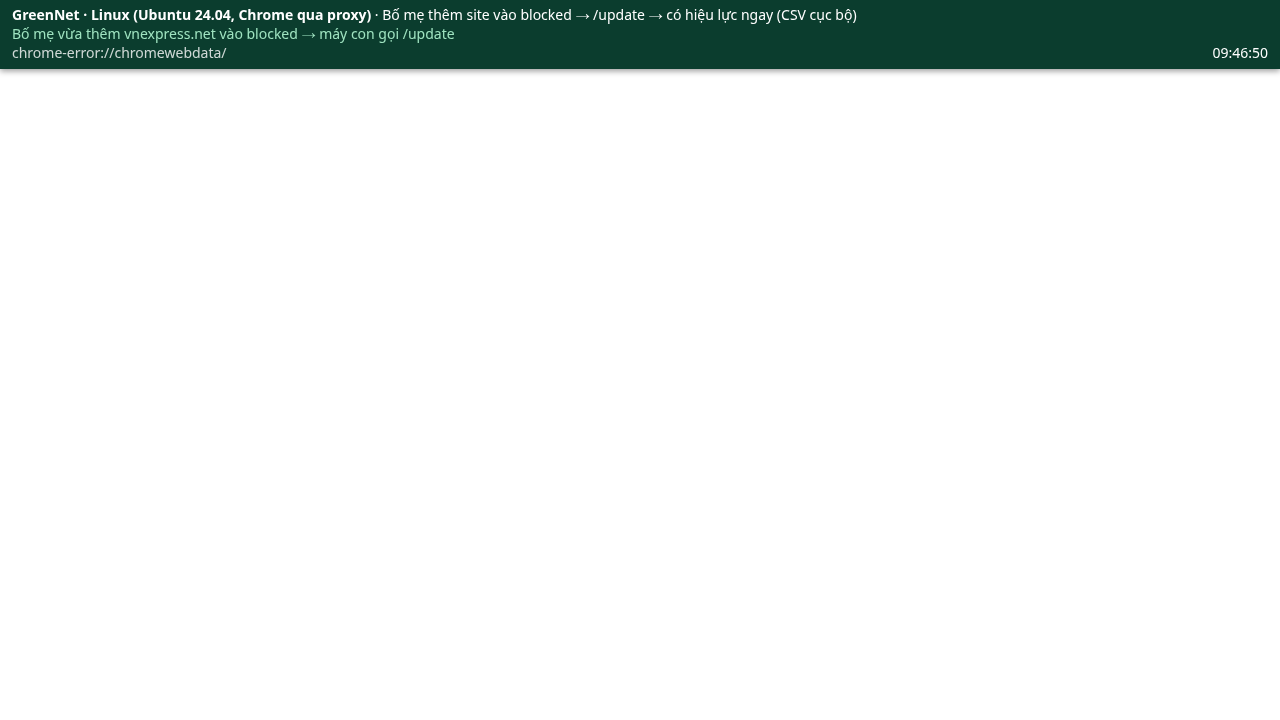 GreenNet · Linux (Ubuntu 24.04, Chrome qua proxy) · Bố mẹ thêm site vào blocked → /update → có hiệu lực ngay (CSV cục bộ)
Bố mẹ vừa thêm vnexpress.net vào blocked → máy con gọi /update
chrome-error://chromewebdata/ 09:46:50